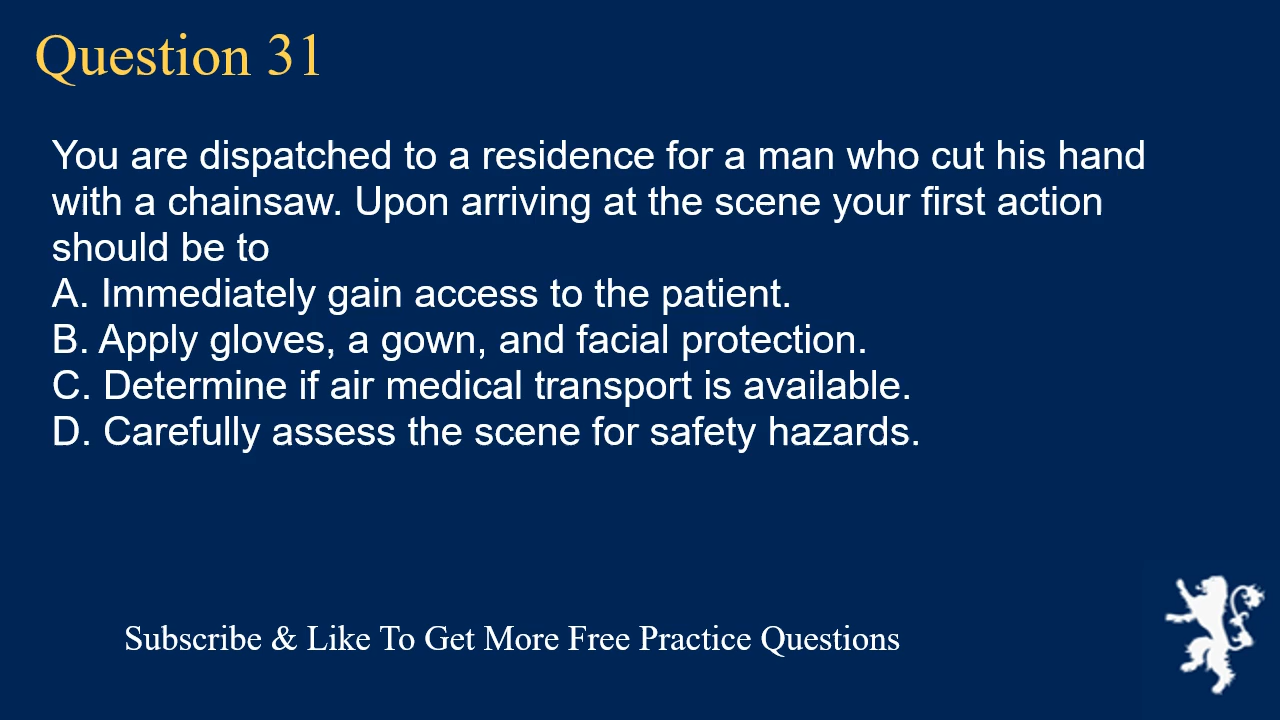 Question 31
You are dispatched to a residence for a man who cut his hand
with a chainsaw. Upon arriving at the scene your first action
should be to
A. Immediately gain access to the patient.
B. Apply gloves, a gown, and facial protection.
C. Determine if air medical transport is available.
D. Carefully assess the scene for safety hazards.
Subscribe & Like To Get More Free Practice Questions